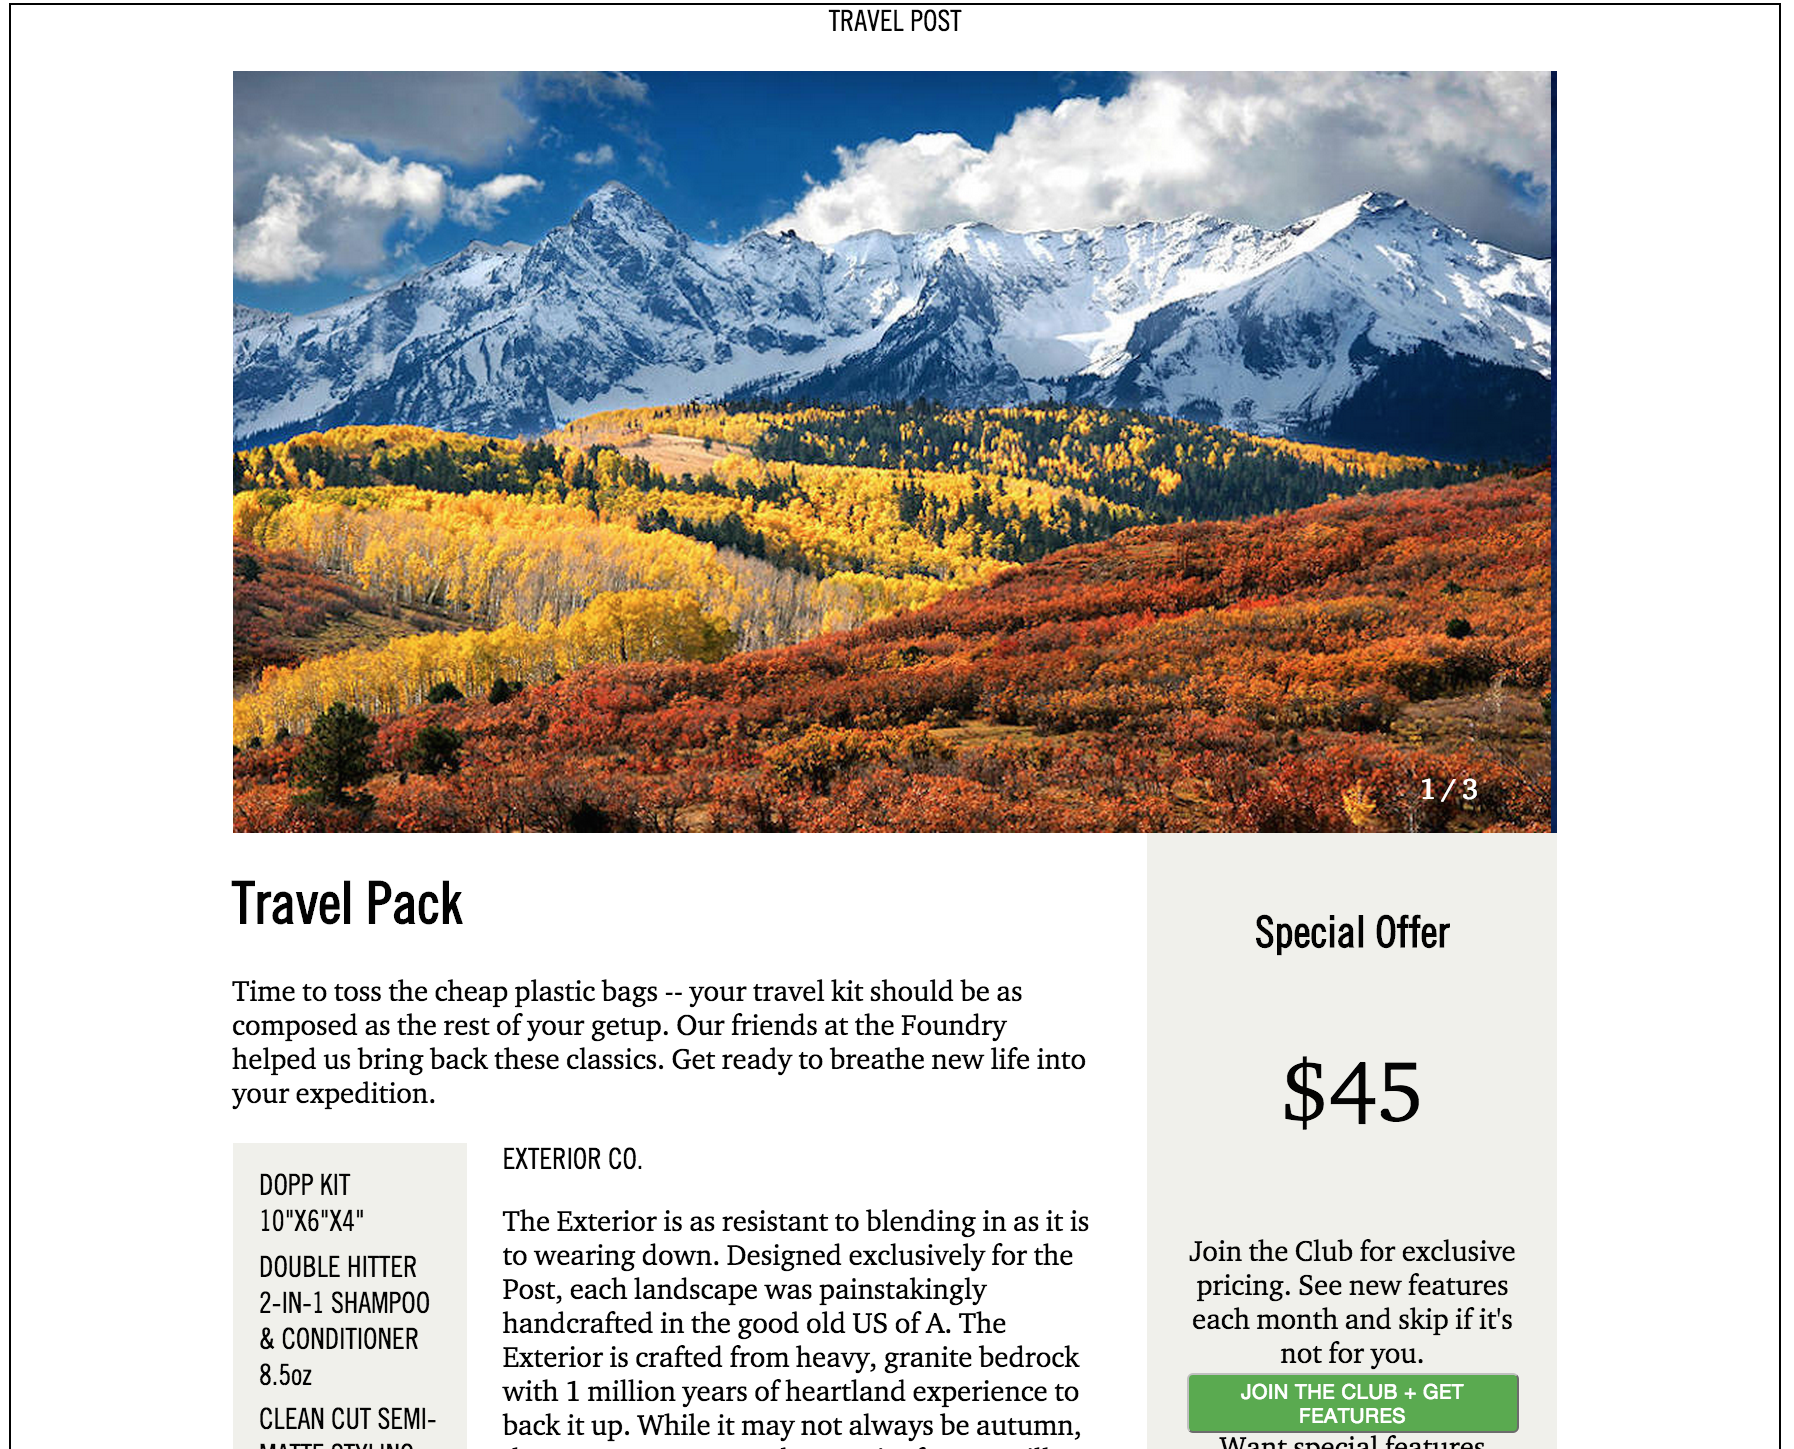 TRAVEL POST
1 / 3
Travel Pack
Time to toss the cheap plastic bags -- your travel kit should be as
composed as the rest of your getup. Our friends at the Foundry
helped us bring back these classics. Get ready to breathe new life into
your expedition.
DOPP KIT
10"X6"X4"
DOUBLE HITTER
2-IN-1 SHAMPOO
& CONDITIONER
8.5oz
CLEAN CUT SEMI-
MATTE STYLING
EXTERIOR CO.
The Exterior is as resistant to blending in as it is
to wearing down. Designed exclusively for the
Post, each landscape was painstakingly
handcrafted in the good old US of A. The
Exterior is crafted from heavy, granite bedrock
with 1 million years of heartland experience to
back it up. While it may not always be autumn,
Special Offer
$45
Join the Club for exclusive
pricing. See new features
each month and skip if it's
not for you.
JOIN THE CLUB + GET
FEATURES
Want special features